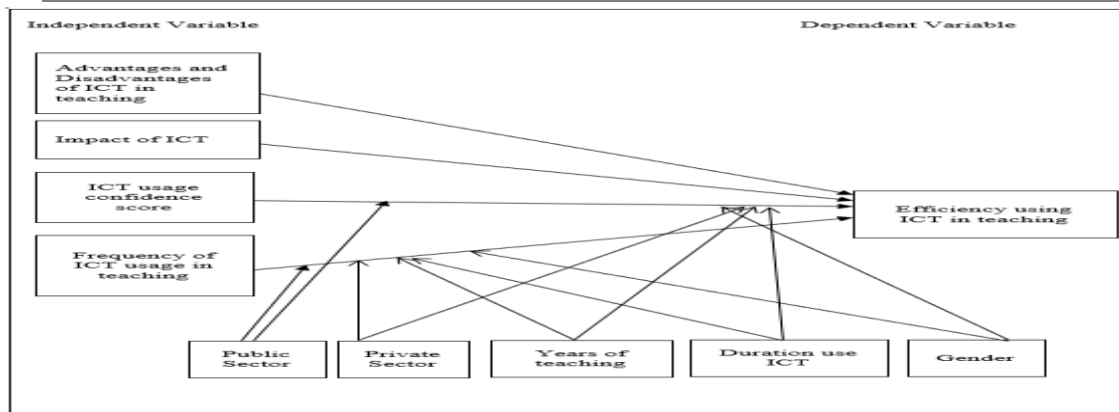 Independent Variable
Dependent Variable
Advantages and
Disadvantages
of ICT in
teaching
Impact of ICT
ICT usage
confidence
score
Efficiency using
ICT in teaching
Frequency of
ICT usage in
teaching
Public
Sector
Private
Sector
Years of
teaching
Duration use
ICT
Gender